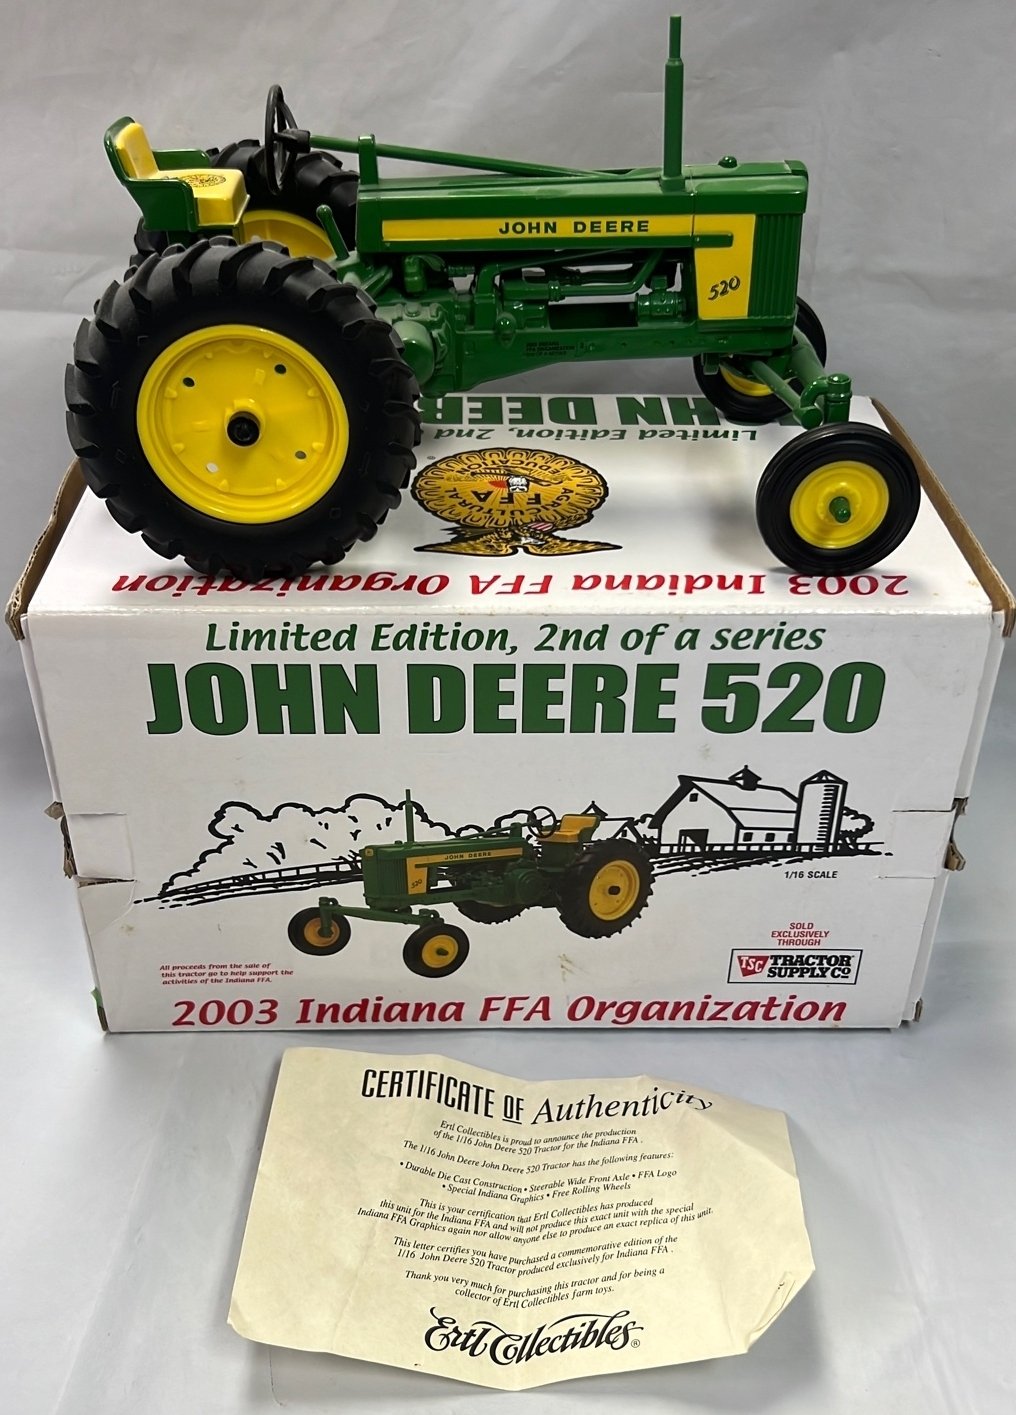 JOHN DEERE
520
Limited Edition, 2nd
JOHN DEER
AGRICULTURAL
EDUCATION
FFA
2003 Indiana FFA Organization
Limited Edition, 2nd of a series
JOHN DEERE 520
JOHN DEERE
520
1/16 SCALE
SOLD
EXCLUSIVELY
THROUGH
TSC TRACTOR
SUPPLY CO
All proceeds from the sale of
this tractor go to help support the
activities of the Indiana FFA.
2003 Indiana FFA Organization
CERTIFICATE OF Authenticity
Ertl Collectibles is proud to announce the production
of the 1/16 John Deere 520 Tractor for the Indiana FFA .
The 1/16 John Deere John Deere 520 Tractor has the following features:
• Durable Die Cast Construction • Steerable Wide Front Axle • FFA Logo
• Special Indiana Graphics • Free Rolling Wheels
This is your certification that Ertl Collectibles has produced
this unit for the Indiana FFA and will not produce this exact unit with the special
Indiana FFA Graphics again nor allow anyone else to produce an exact replica of this unit.
This letter certifies you have purchased a commemorative edition of the
1/16 John Deere 520 Tractor produced exclusively for Indiana FFA .
Thank you very much for purchasing this tractor and for being a
collector of Ertl Collectibles farm toys.
Ertl Collectibles®